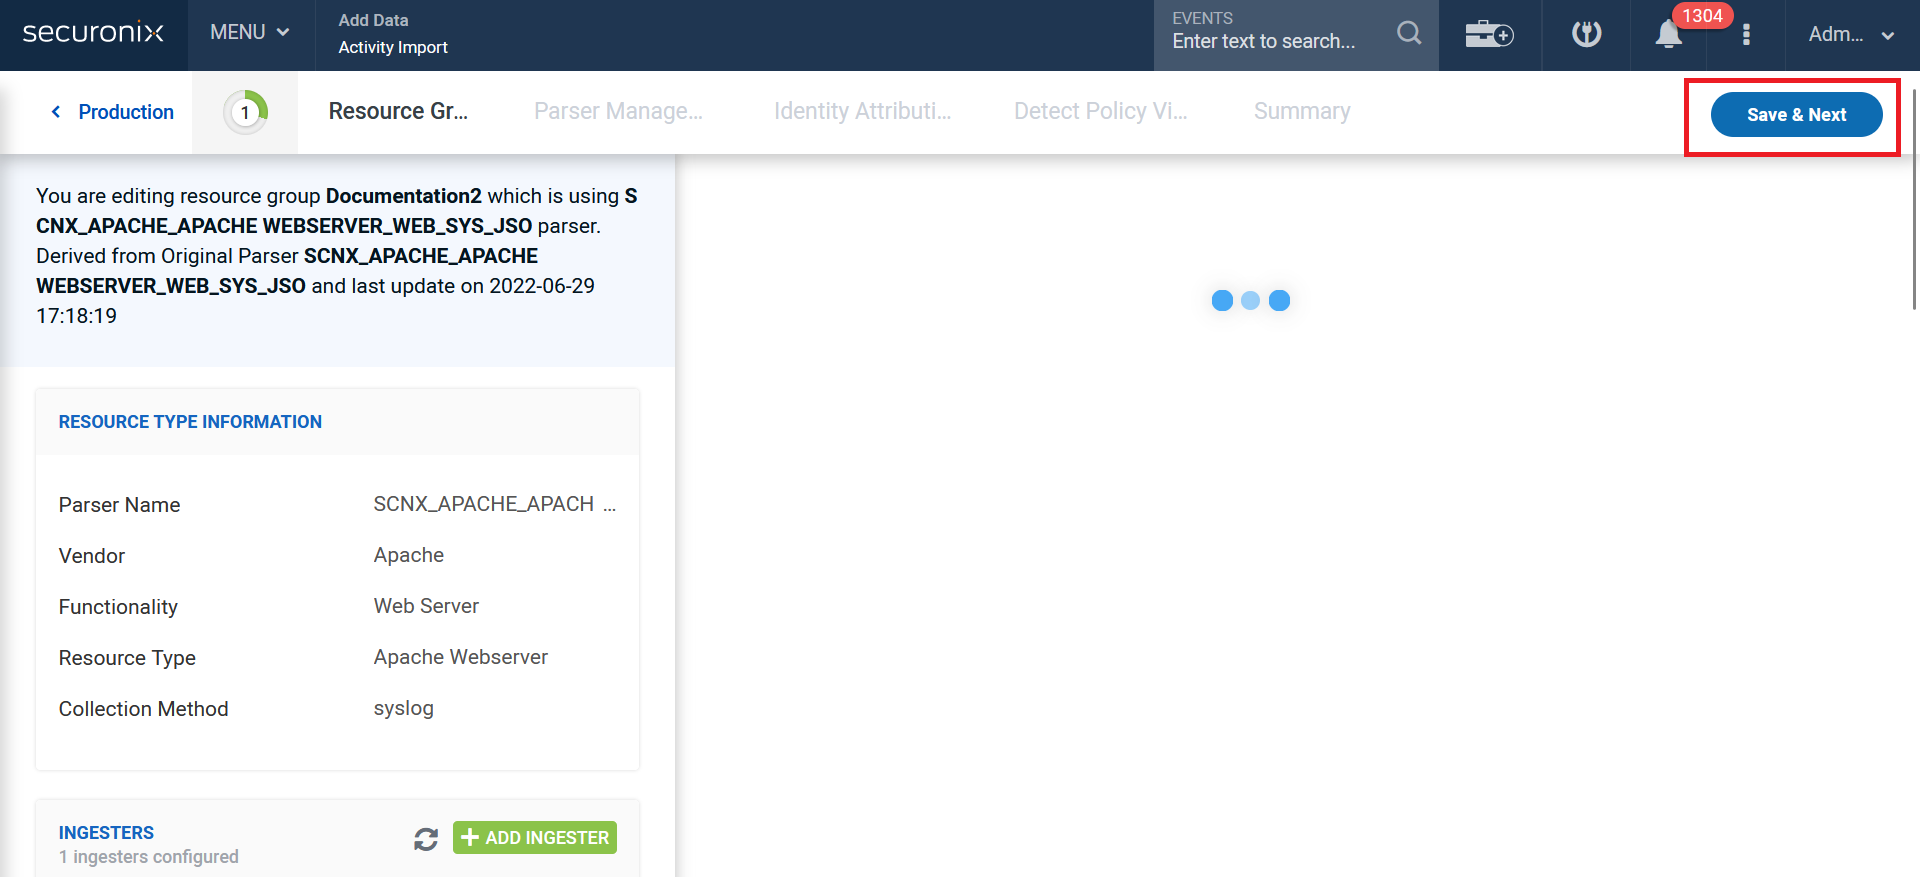 securonix
MENU
Add Data
Activity Import
EVENTS
Enter text to search...
1304
Adm...
Production
1
Resource Gr...
Parser Manage...
Identity Attributi...
Detect Policy Vi...
Summary
Save & Next
You are editing resource group Documentation2 which is using S
CNX_APACHE_APACHE WEBSERVER_WEB_SYS_JSO parser.
Derived from Original Parser SCNX_APACHE_APACHE
WEBSERVER_WEB_SYS_JSO and last update on 2022-06-29
17:18:19
RESOURCE TYPE INFORMATION
Parser Name SCNX_APACHE_APACH ...
Vendor Apache
Functionality Web Server
Resource Type Apache Webserver
Collection Method syslog
INGESTERS
1 ingesters configured
ADD INGESTER